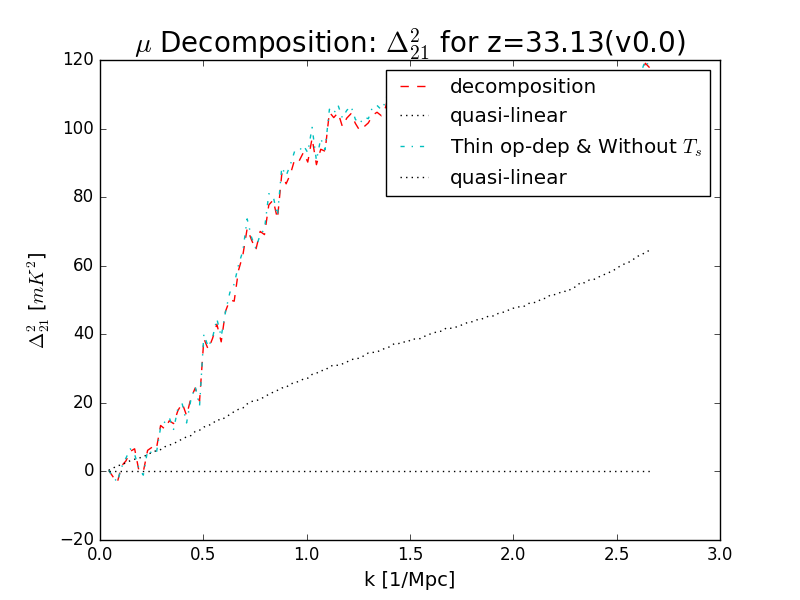 μ Decomposition: Δ²₂₁ for z=33.13(v0.0)
120
100
80
60
40
20
0
−20
Δ²₂₁ [mK²]
decomposition
quasi-linear
Thin op-dep & Without Tₛ
quasi-linear
0.0 0.5 1.0 1.5 2.0 2.5 3.0
k [1/Mpc]